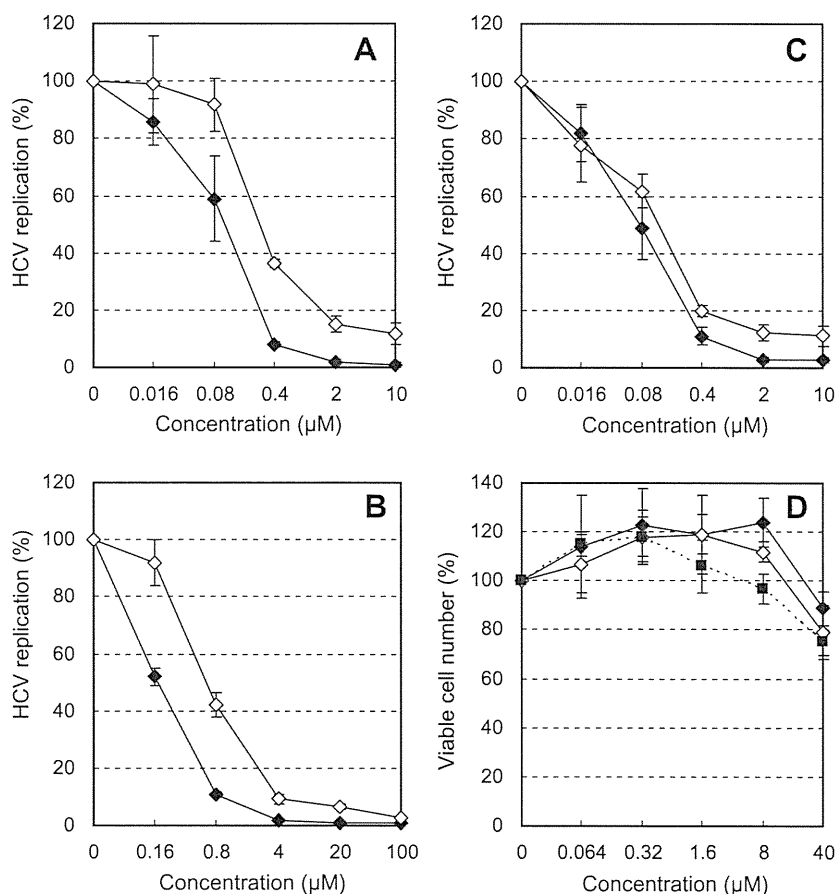 A
HCV replication (%)
120
100
80
60
40
20
0
0 0.016 0.08 0.4 2 10
Concentration (µM)
C
HCV replication (%)
120
100
80
60
40
20
0
0 0.016 0.08 0.4 2 10
Concentration (µM)
B
HCV replication (%)
120
100
80
60
40
20
0
0 0.16 0.8 4 20 100
Concentration (µM)
D
Viable cell number (%)
140
120
100
80
60
40
20
0
0 0.064 0.32 1.6 8 40
Concentration (µM)